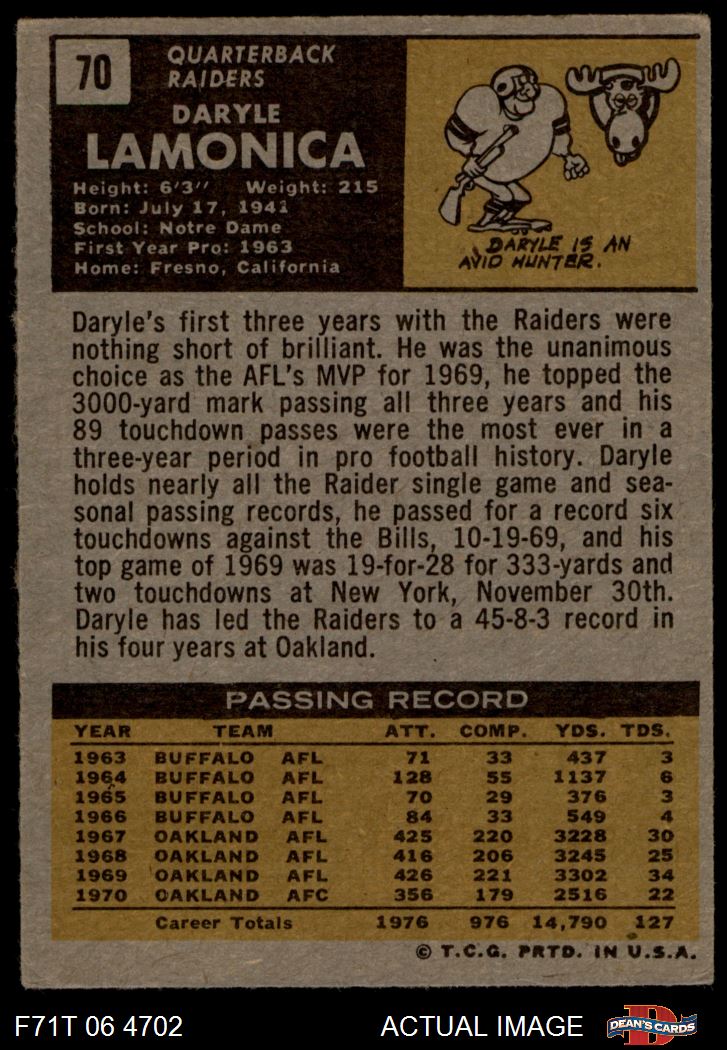 70
QUARTERBACK
RAIDERS
DARYLE
LAMONICA
Height: 6'3" Weight: 215
Born: July 17, 1941
School: Notre Dame
First Year Pro: 1963
Home: Fresno, California
DARYLE IS AN
AVID HUNTER.
Daryle's first three years with the Raiders were
nothing short of brilliant. He was the unanimous
choice as the AFL's MVP for 1969, he topped the
3000-yard mark passing all three years and his
89 touchdown passes were the most ever in a
three-year period in pro football history. Daryle
holds nearly all the Raider single game and sea-
sonal passing records, he passed for a record six
touchdowns against the Bills, 10-19-69, and his
top game of 1969 was 19-for-28 for 333-yards and
two touchdowns at New York, November 30th.
Daryle has led the Raiders to a 45-8-3 record in
his four years at Oakland.
PASSING RECORD
YEAR TEAM ATT. COMP. YDS. TDS.
1963 BUFFALO AFL 71 33 437 3
1964 BUFFALO AFL 128 55 1137 6
1965 BUFFALO AFL 70 29 376 3
1966 BUFFALO AFL 84 33 549 4
1967 OAKLAND AFL 425 220 3228 30
1968 OAKLAND AFL 416 206 3245 25
1969 OAKLAND AFL 426 221 3302 34
1970 OAKLAND AFC 356 179 2516 22
Career Totals 1976 976 14,790 127
© T.C.G. PRTD. IN U.S.A.
F71T 06 4702 ACTUAL IMAGE D DEAN'S CARDS